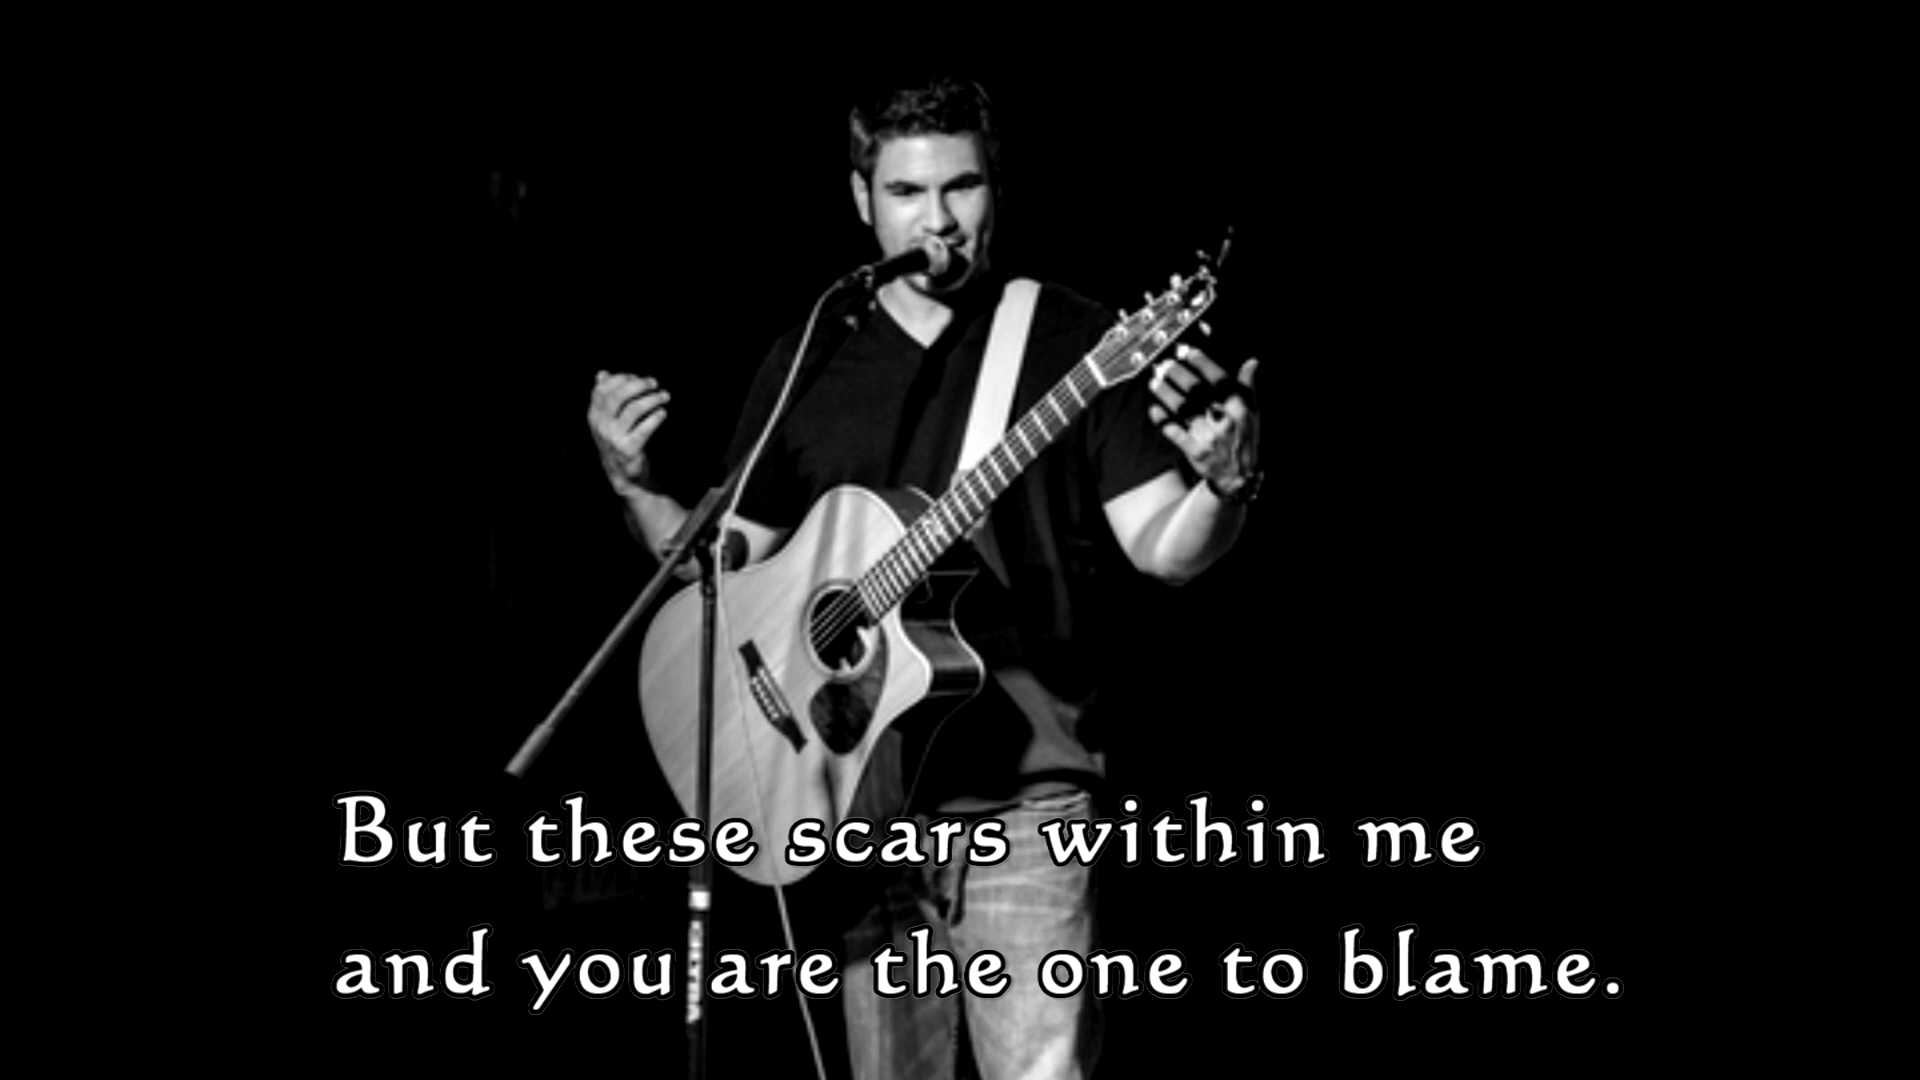 But these scars within me
and you are the one to blame.